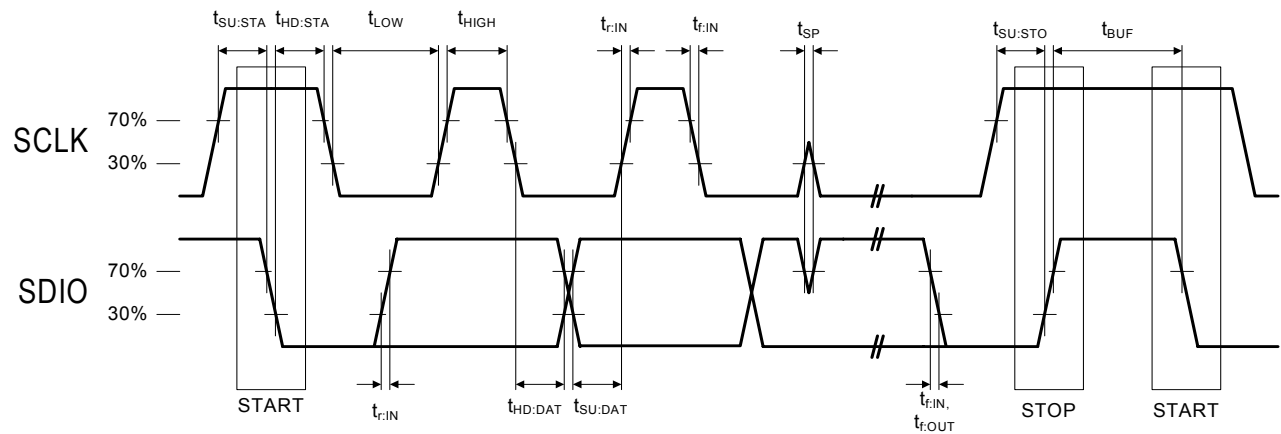 tSU:STA tHD:STA tLOW tHIGH tr:IN tf:IN tSP tSU:STO tBUF
SCLK
70%
30%
SDIO
70%
30%
START
tr:IN
tHD:DAT tSU:DAT
tf:IN,
tf:OUT
STOP
START